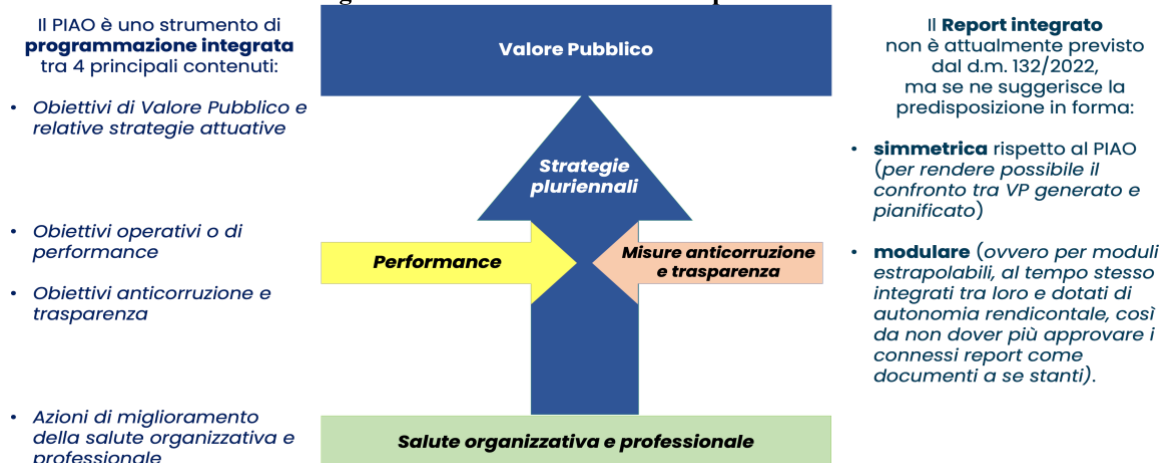 Il PIAO è uno strumento di
programmazione integrata
tra 4 principali contenuti:
• Obiettivi di Valore Pubblico e
relative strategie attuative
• Obiettivi operativi o di
performance
• Obiettivi anticorruzione e
trasparenza
• Azioni di miglioramento
della salute organizzativa e
professionale
Valore Pubblico
Strategie
pluriennali
Performance
Misure anticorruzione
e trasparenza
Salute organizzativa e professionale
Il Report integrato
non è attualmente previsto
dal d.m. 132/2022,
ma se ne suggerisce la
predisposizione in forma:
• simmetrica rispetto al PIAO
(per rendere possibile il
confronto tra VP generato e
pianificato)
• modulare (ovvero per moduli
estrapolabili, al tempo stesso
integrati tra loro e dotati di
autonomia rendicontale, così
da non dover più approvare i
connessi report come
documenti a se stanti).